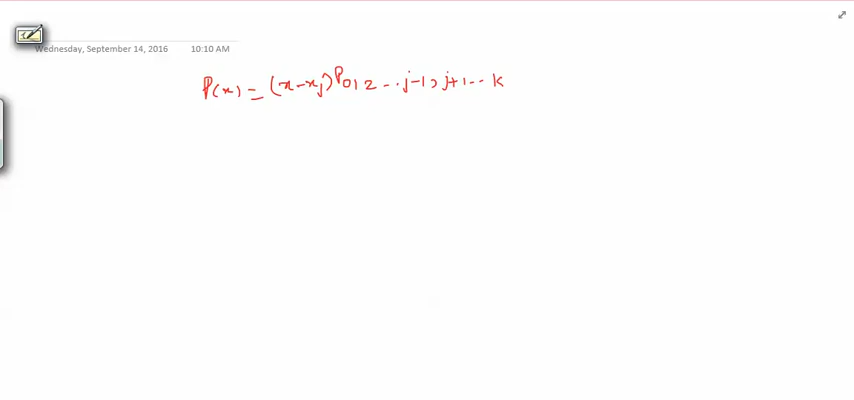 Wednesday, September 14, 2016 10:10 AM
P(x) = (x-xj) P0,1,2...j-1,j+1...k